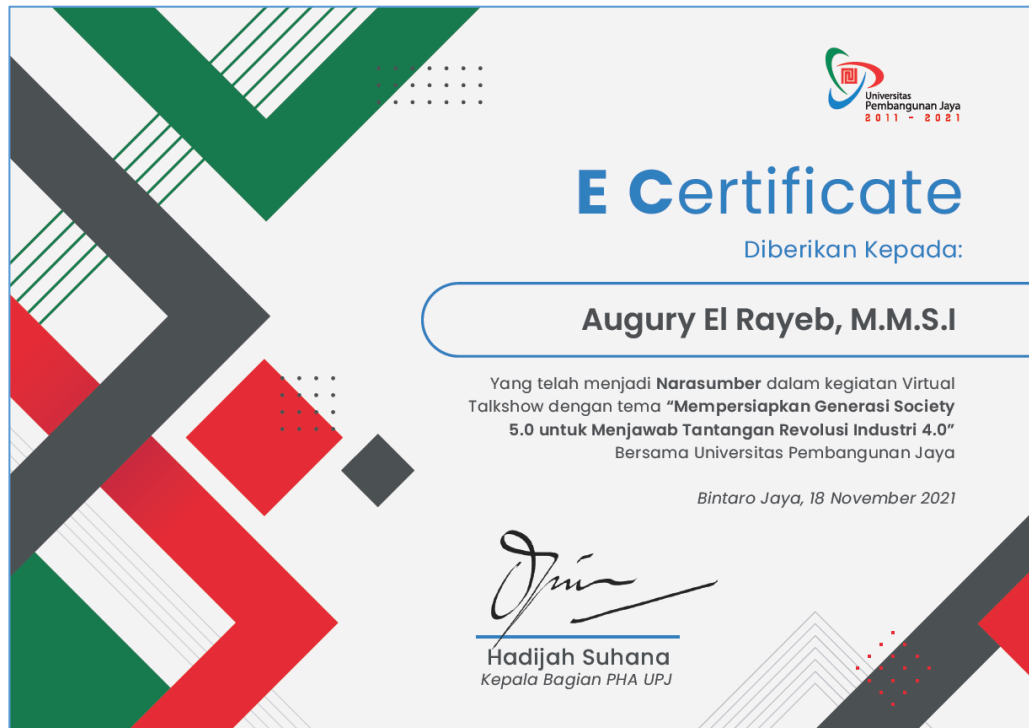 Universitas
Pembangunan Jaya
2011 - 2021
E Certificate
Diberikan Kepada:
Augury El Rayeb, M.M.S.I
Yang telah menjadi Narasumber dalam kegiatan Virtual
Talkshow dengan tema “Mempersiapkan Generasi Society
5.0 untuk Menjawab Tantangan Revolusi Industri 4.0”
Bersama Universitas Pembangunan Jaya
Bintaro Jaya, 18 November 2021
Hadijah Suhana
Kepala Bagian PHA UPJ